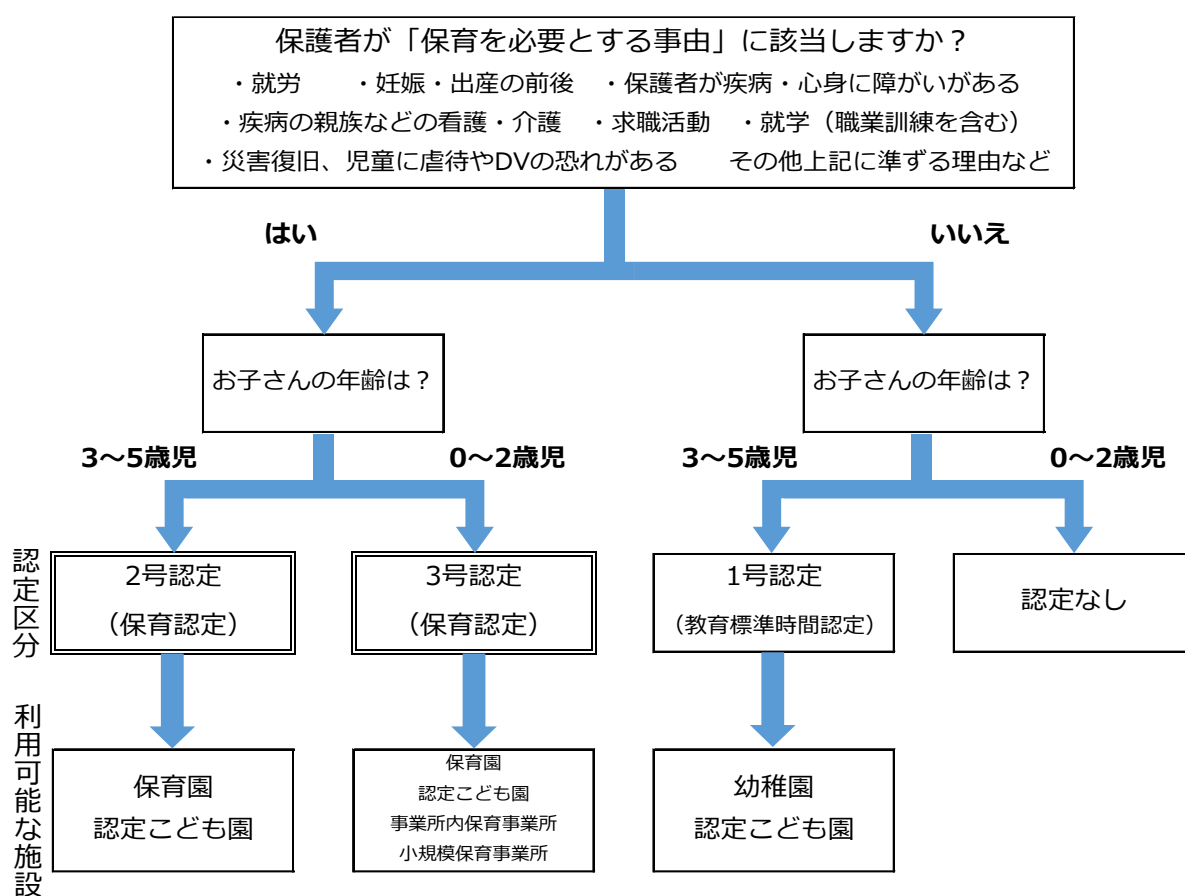 保護者が「保育を必要とする事由」に該当しますか？
・就労　・妊娠・出産の前後　・保護者が疾病・心身に障がいがある
・疾病の親族などの看護・介護　・求職活動　・就学（職業訓練を含む）
・災害復旧、児童に虐待やDVの恐れがある　その他上記に準ずる理由など
はい
いいえ
お子さんの年齢は？
お子さんの年齢は？
3～5歳児
0～2歳児
3～5歳児
0～2歳児
認定区分
2号認定
（保育認定）
3号認定
（保育認定）
1号認定
（教育標準時間認定）
認定なし
利用可能な施設
保育園
認定こども園
保育園
認定こども園
事業所内保育事業所
小規模保育事業所
幼稚園
認定こども園